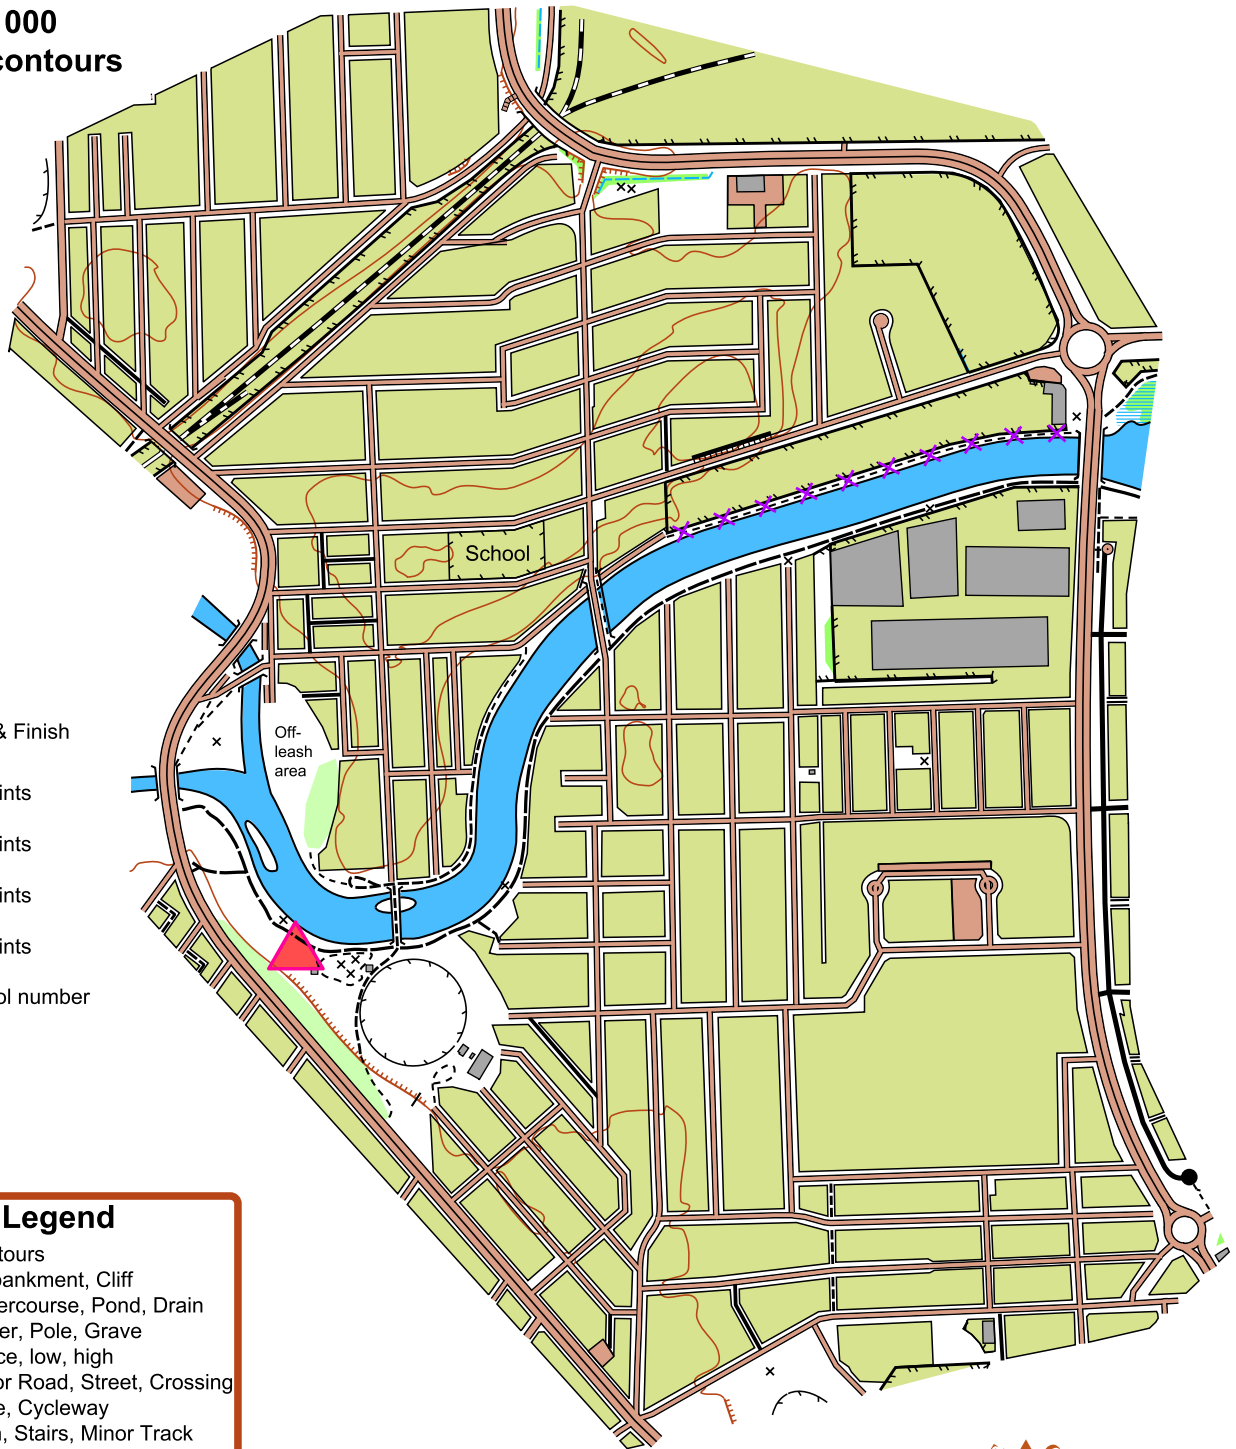 000
contours
School
Off-
leash
area
& Finish
ints
ints
ints
ints
ol number
Legend
tours
bankment, Cliff
ercourse, Pond, Drain
er, Pole, Grave
ce, low, high
or Road, Street, Crossing
e, Cycleway
, Stairs, Minor Track